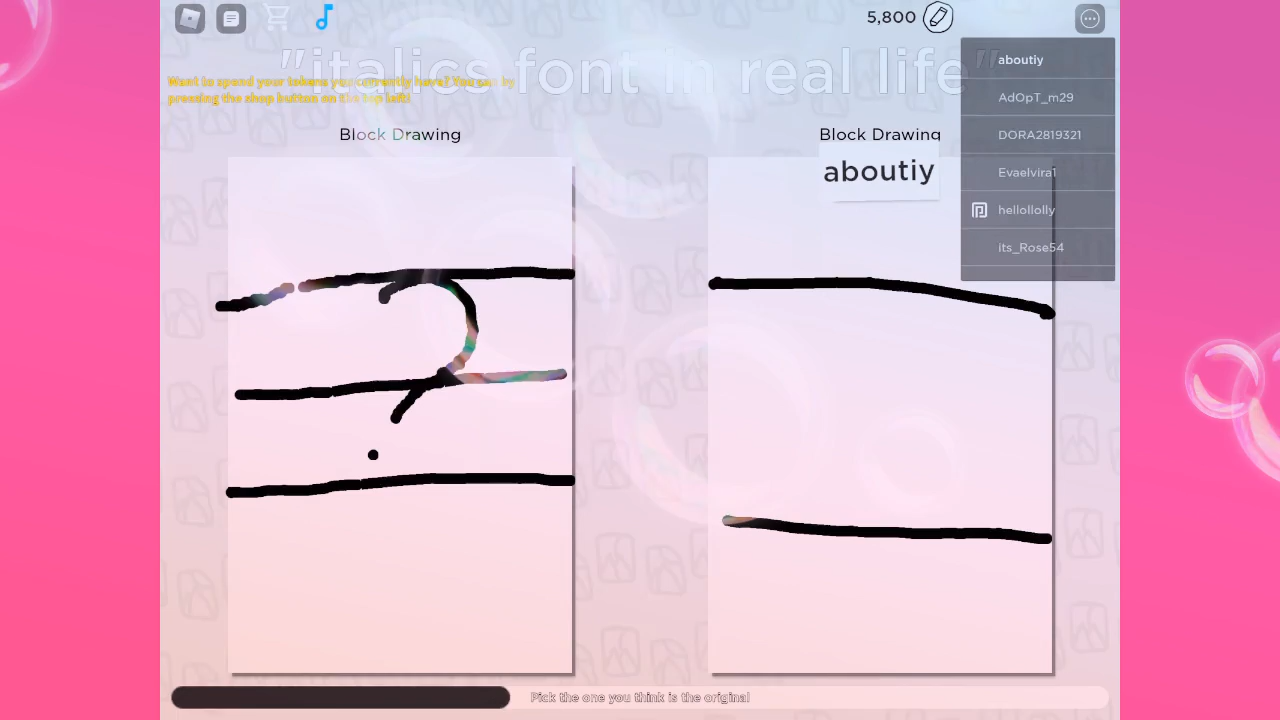 5,800
"italics font in real life"
Want to spend your tokens you currently have? You can by
pressing the shop button on the top left!
Block Drawing
Block Drawing
aboutiy
aboutiy
AdOpT_m29
DORA2819321
Evaelviral
hellollolly
its_Rose54
?
Pick the one you think is the original